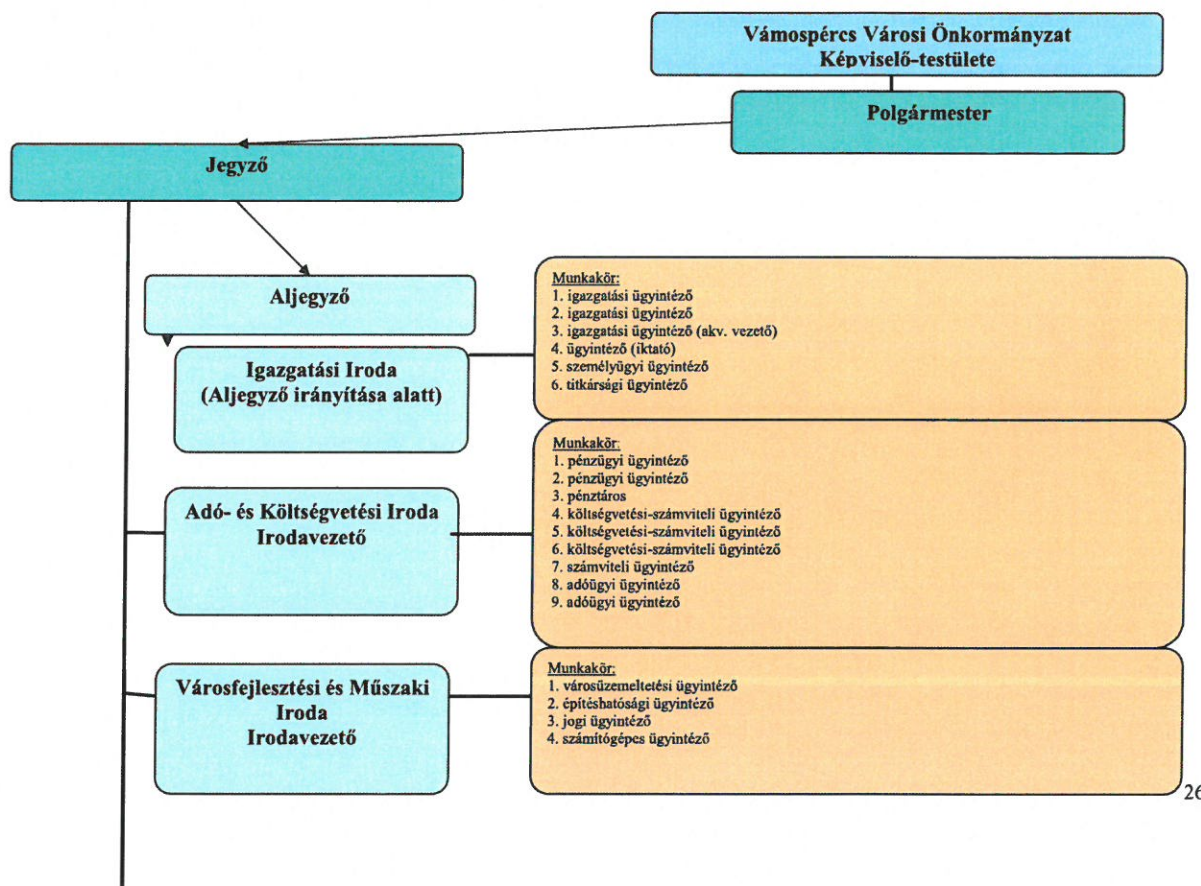 Vámospércs Városi Önkormányzat
Képviselő-testülete
Polgármester
Jegyző
Aljegyző
Igazgatási Iroda
(Aljegyző irányítása alatt)
Munkakör:
1. igazgatási ügyintéző
2. igazgatási ügyintéző
3. igazgatási ügyintéző (akv. vezető)
4. ügyintéző (iktató)
5. személyügyi ügyintéző
6. titkársági ügyintéző
Adó- és Költségvetési Iroda
Irodavezető
Munkakör:
1. pénzügyi ügyintéző
2. pénzügyi ügyintéző
3. pénztáros
4. költségvetési-számviteli ügyintéző
5. költségvetési-számviteli ügyintéző
6. költségvetési-számviteli ügyintéző
7. számviteli ügyintéző
8. adóügyi ügyintéző
9. adóügyi ügyintéző
Városfejlesztési és Műszaki
Iroda
Irodavezető
Munkakör:
1. városüzemeltetési ügyintéző
2. építéshatósági ügyintéző
3. jogi ügyintéző
4. számítógépes ügyintéző
26